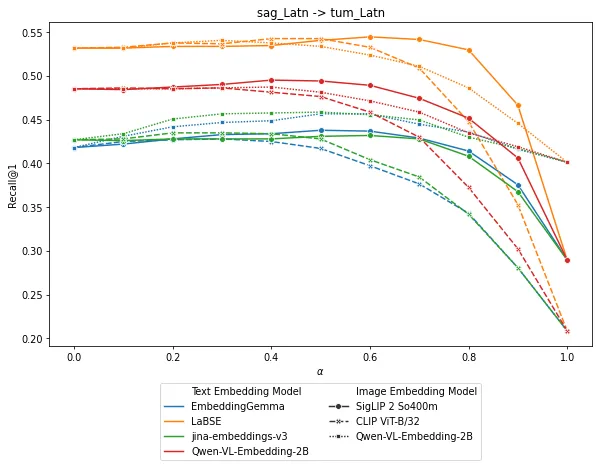 sag_Latn -> tum_Latn
0.55
0.50
0.45
0.40
0.35
0.30
0.25
0.20
Recall@1
0.0 0.2 0.4 0.6 0.8 1.0
α
Text Embedding Model Image Embedding Model
EmbeddingGemma SigLIP 2 So400m
LaBSE CLIP ViT-B/32
jina-embeddings-v3 Qwen-VL-Embedding-2B
Qwen-VL-Embedding-2B